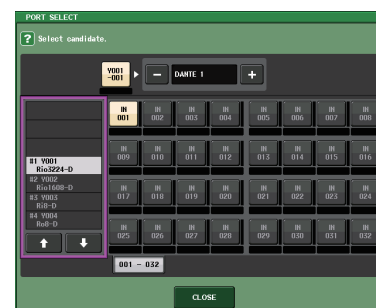 PORT SELECT
? Select candidate.
Y001
-001
DANTE 1
IN 001 IN 002 IN 003 IN 004 IN 005 IN 006 IN 007 IN 008
IN 009 IN 010 IN 011 IN 012 IN 013 IN 014 IN 015 IN 016
IN 017 IN 018 IN 019 IN 020 IN 021 IN 022 IN 023 IN 024
IN 025 IN 026 IN 027 IN 028 IN 029 IN 030 IN 031 IN 032
#1 Y001
Rio3224-D
#2 Y002
Rio1608-D
#3 Y003
Ri8-D
#4 Y004
Ro8-D
001 - 032
CLOSE